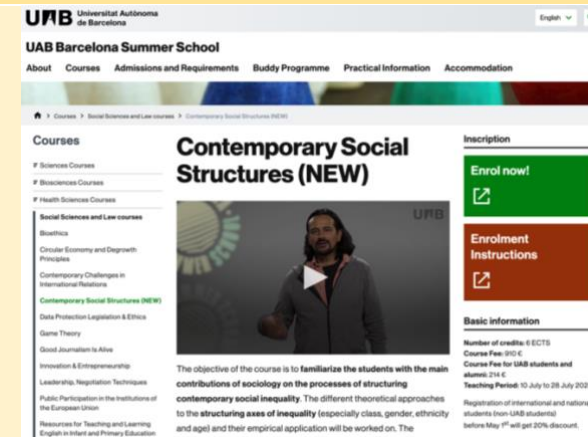 UAB Universitat Autònoma
de Barcelona
English
UAB Barcelona Summer School
About Courses Admissions and Requirements Buddy Programme Practical Information Accommodation
Courses > Social Sciences and Law courses > Contemporary Social Structures (NEW)
Courses
Sciences Courses
Biosciences Courses
Health Sciences Courses
Social Sciences and Law courses
Bioethics
Circular Economy and Degrowth
Principles
Contemporary Challenges in
International Relations
Contemporary Social Structures (NEW)
Data Protection Legislation & Ethics
Game Theory
Good Journalism Is Alive
Innovation & Entrepreneurship
Leadership, Negotiation Techniques
Public Participation in the Institutions of
the European Union
Resources for Teaching and Learning
English in Infant and Primary Education
Contemporary Social
Structures (NEW)
UAB
The objective of the course is to familiarize the students with the main
contributions of sociology on the processes of structuring
contemporary social inequality. The different theoretical approaches
to the structuring axes of inequality (especially class, gender, ethnicity
and age) and their empirical application will be worked on. The
Inscription
Enrol now!
Enrolment
Instructions
Basic information
Number of credits: 6 ECTS
Course Fee: 910 €
Course Fee for UAB students and
alumni: 214 €
Teaching Period: 10 July to 28 July 202
Registration of international and nationa
students (non-UAB students)
before May 1st will get 20% discount.